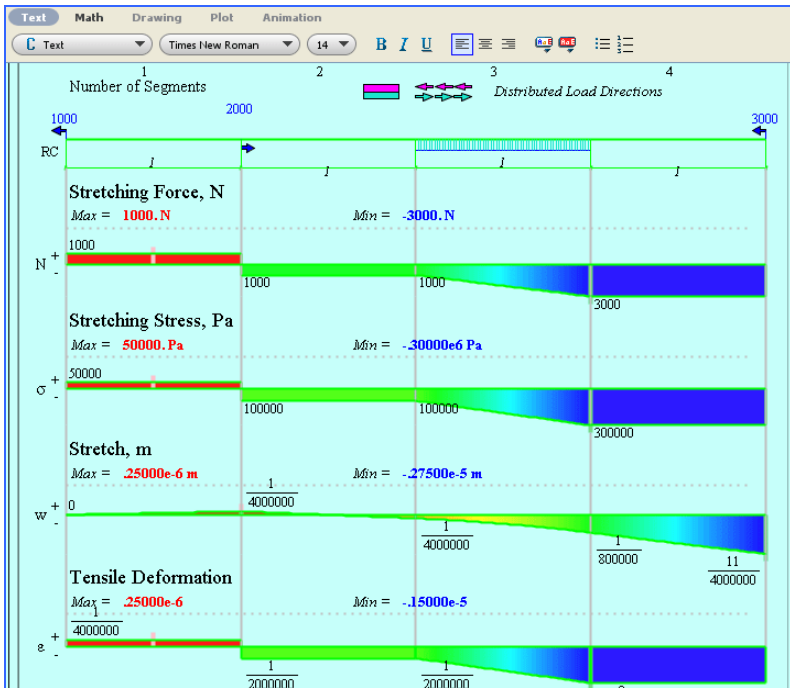 Text Math Drawing Plot Animation
C Text Times New Roman 14 B I U
1 2 3 4
Number of Segments Distributed Load Directions
1000 2000 3000
RC 1 1 1 1
Stretching Force, N
Max = 1000. N Min = -3000. N
1000
N + -
1000 1000 3000
Stretching Stress, Pa
Max = 50000. Pa Min = -.30000e6 Pa
50000
σ + -
100000 100000 300000
Stretch, m
Max = .25000e-6 m Min = -.27500e-5 m
1/4000000
w + - 0
1/4000000 1/800000 11/4000000
Tensile Deformation
Max = .25000e-6 Min = -.15000e-5
1/4000000
ε + -
1/2000000 1/2000000